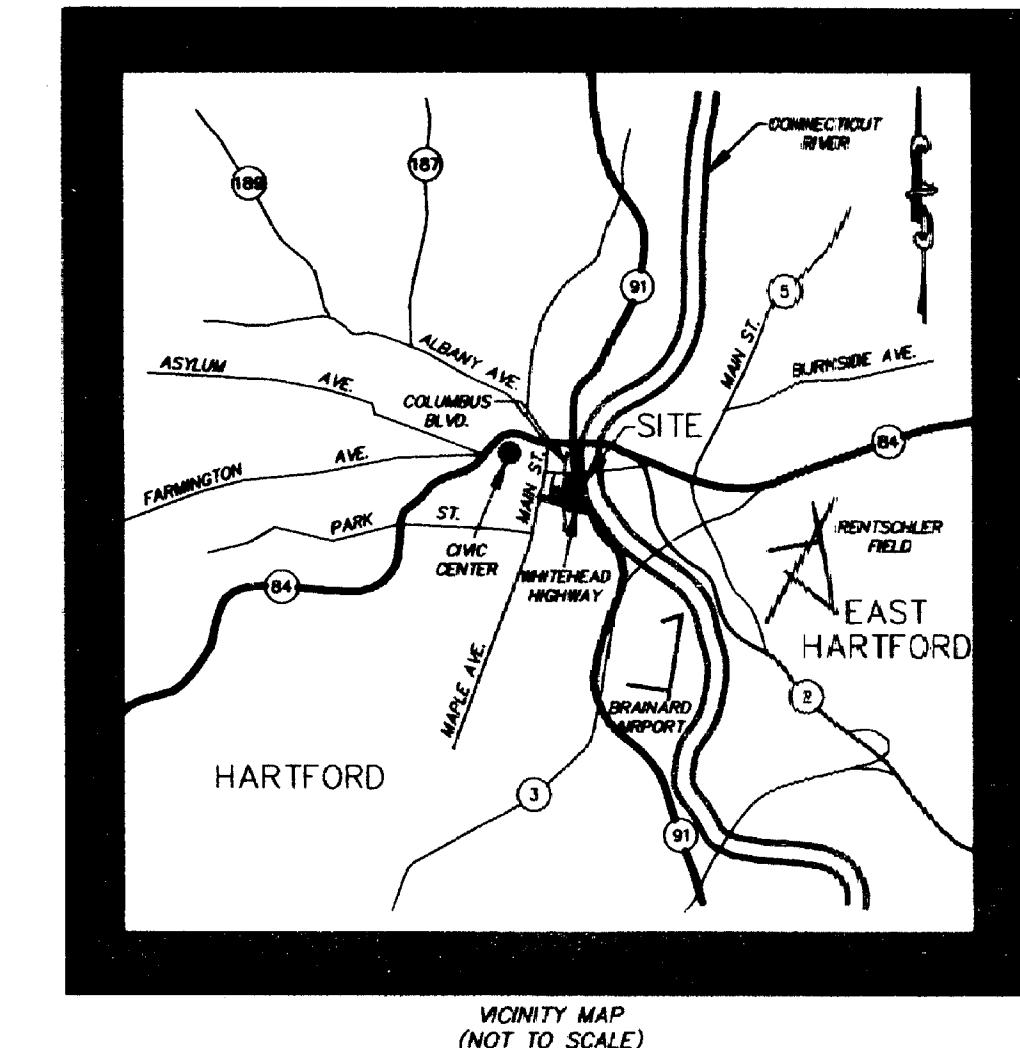 CONNECTICUT
RIVER
189
187
91
5
MAIN ST.
BURNSIDE AVE.
ALBANY AVE.
ASYLUM
AVE.
COLUMBUS
BLVD.
SITE
84
FARMINGTON
AVE.
MAIN ST.
PARK
ST.
CIVIC
CENTER
WHITEHEAD
HIGHWAY
RENTSCHLER
FIELD
84
EAST
HARTFORD
MAPLE AVE.
BRAINARD
AIRPORT
2
HARTFORD
3
91
VICINITY MAP
(NOT TO SCALE)